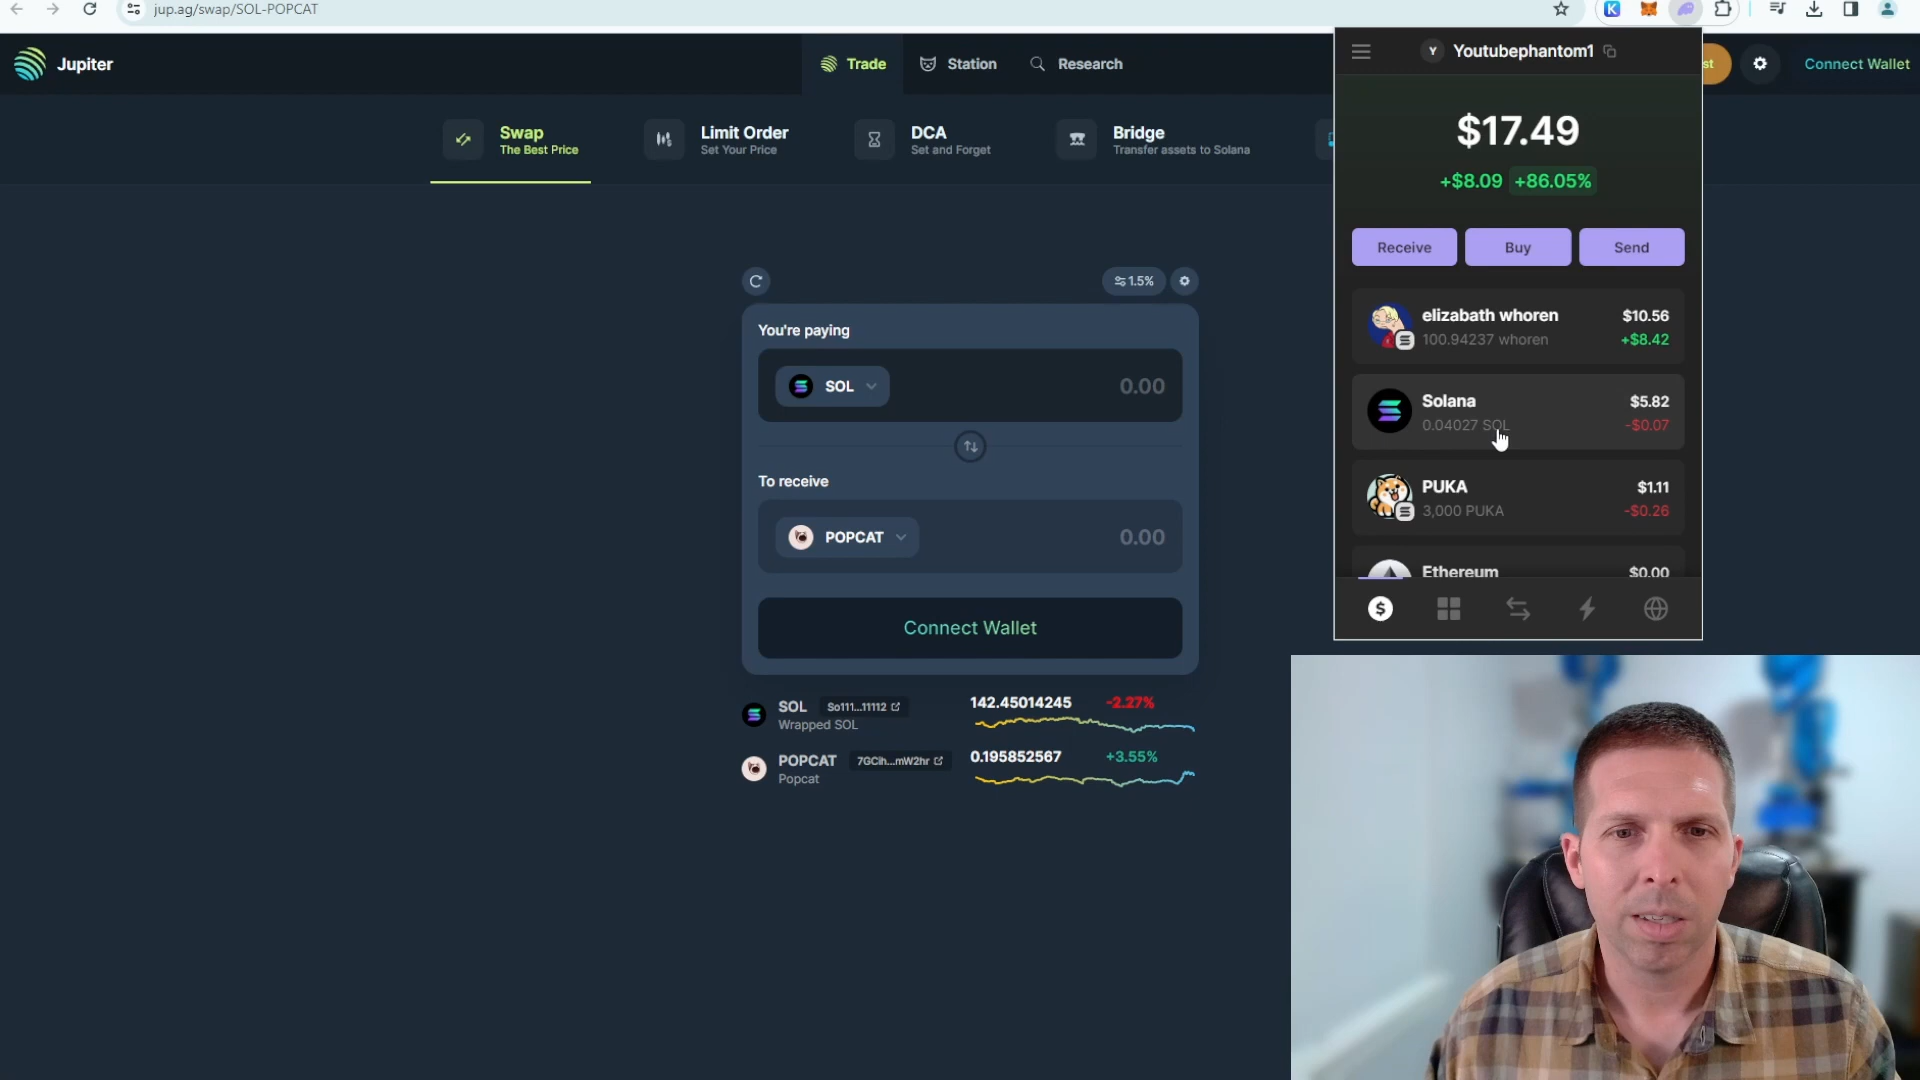 jup.ag/swap/SOL-POPCAT
Jupiter
Trade
Station
Research
Connect Wallet
Swap
The Best Price
Limit Order
Set Your Price
DCA
Set and Forget
Bridge
Transfer assets to Solana
1.5%
You're paying
SOL
0.00
To receive
POPCAT
0.00
Connect Wallet
SOL So111...11112 142.45014245 -2.27%
Wrapped SOL
POPCAT 7GCih...mW2hr 0.195852567 +3.55%
Popcat
Y Youtubephantom1
$17.49
+$8.09 +86.05%
Receive Buy Send
elizabath whoren $10.56
100.94237 whoren +$8.42
Solana $5.82
0.04027 SOL -$0.07
PUKA $1.11
3,000 PUKA -$0.26
Ethereum $0.00